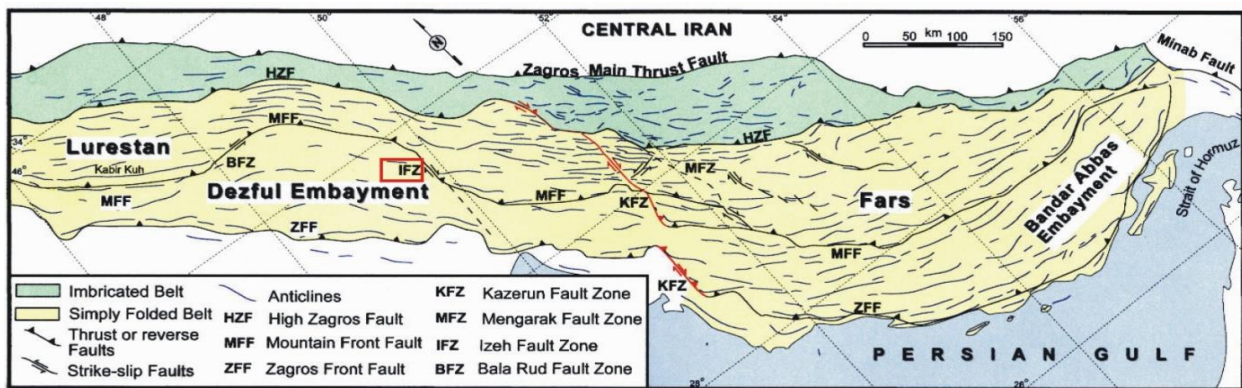 48°
50°
52°
54°
56°
CENTRAL IRAN
0 50 km 100 150
N
Minab Fault
HZF
Zagros Main Thrust Fault
MFF
HZF
34°
Lurestan
BFZ
IFZ
MFZ
Kabir Kuh
Dezful Embayment
MFF
KFZ
Fars
Bandar Abbas
Embayment
Strait of Hormuz
46°
MFF
ZFF
MFF
KFZ
ZFF
28°
26°
PERSIAN GULF
Imbricated Belt
Simply Folded Belt
Thrust or reverse
Faults
Strike-slip Faults
Anticlines
HZF High Zagros Fault
MFF Mountain Front Fault
ZFF Zagros Front Fault
KFZ Kazerun Fault Zone
MFZ Mengarak Fault Zone
IFZ Izeh Fault Zone
BFZ Bala Rud Fault Zone